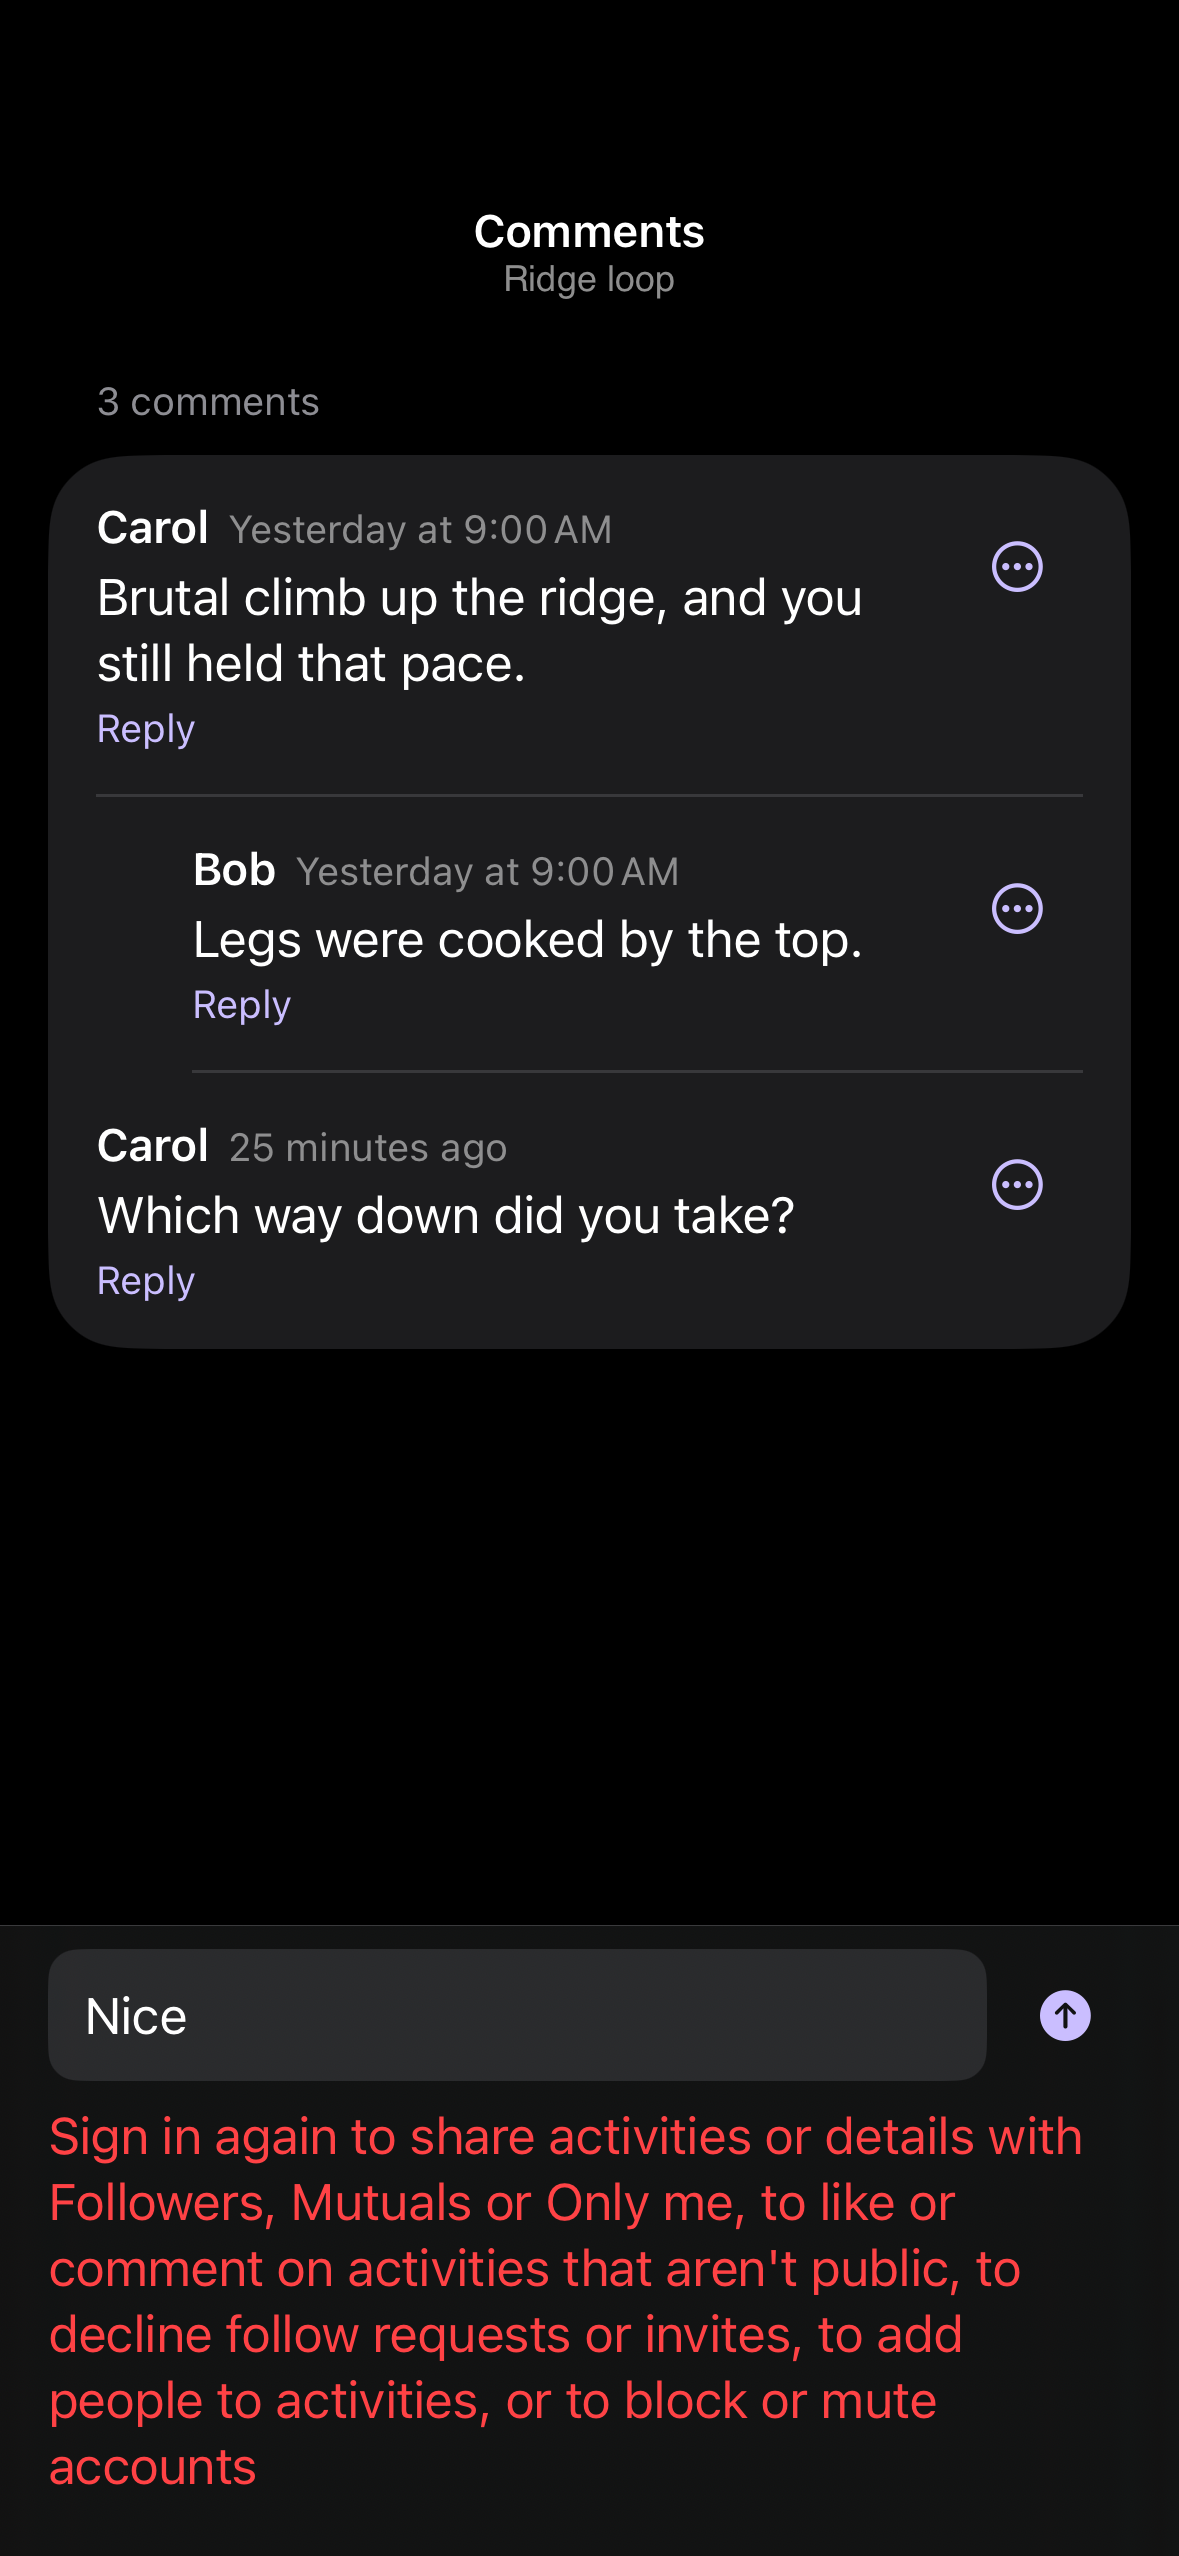 Comments
Ridge loop
3 comments
Carol Yesterday at 9:00 AM
Brutal climb up the ridge, and you
still held that pace.
Reply
Bob Yesterday at 9:00 AM
Legs were cooked by the top.
Reply
Carol 25 minutes ago
Which way down did you take?
Reply
Nice
Sign in again to share activities or details with
Followers, Mutuals or Only me, to like or
comment on activities that aren't public, to
decline follow requests or invites, to add
people to activities, or to block or mute
accounts